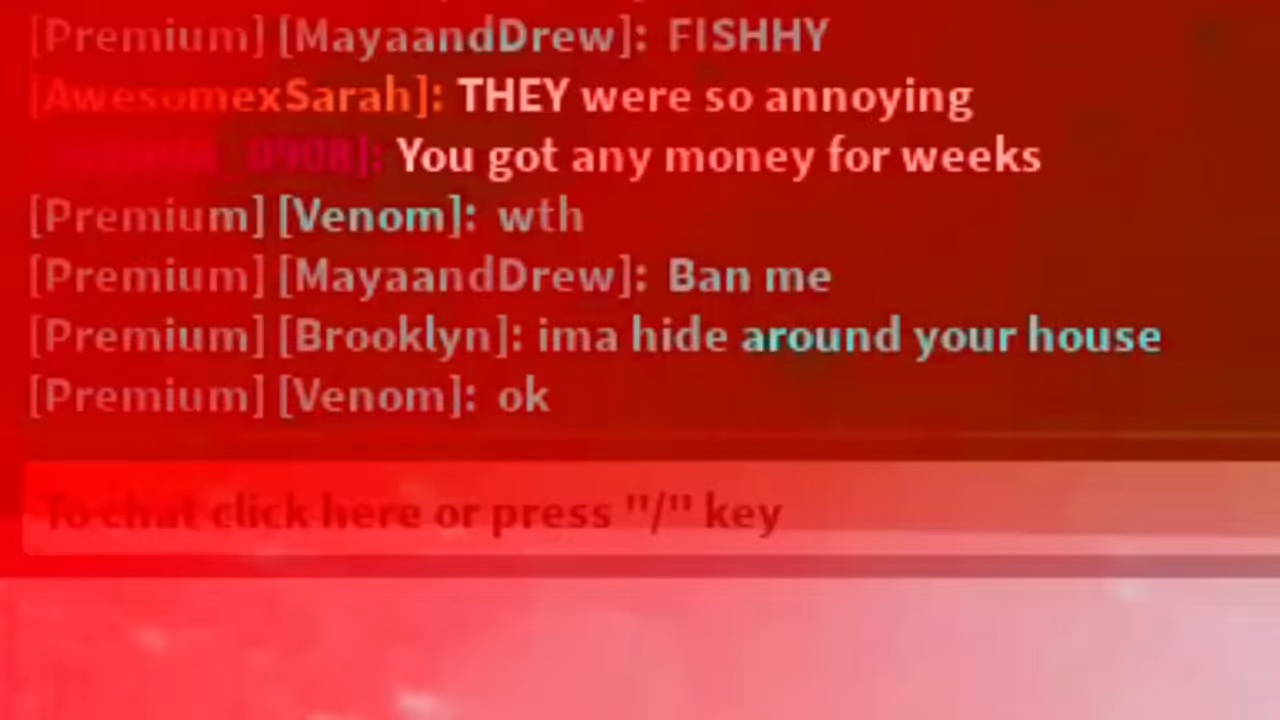 [Premium] [MayaandDrew]: FISHHY
[AwesomexSarah]: THEY were so annoying
You got any money for weeks
[Premium] [Venom]: wth
[Premium] [MayaandDrew]: Ban me
[Premium] [Brooklyn]: ima hide around your house
[Premium] [Venom]: ok
To chat click here or press "/" key